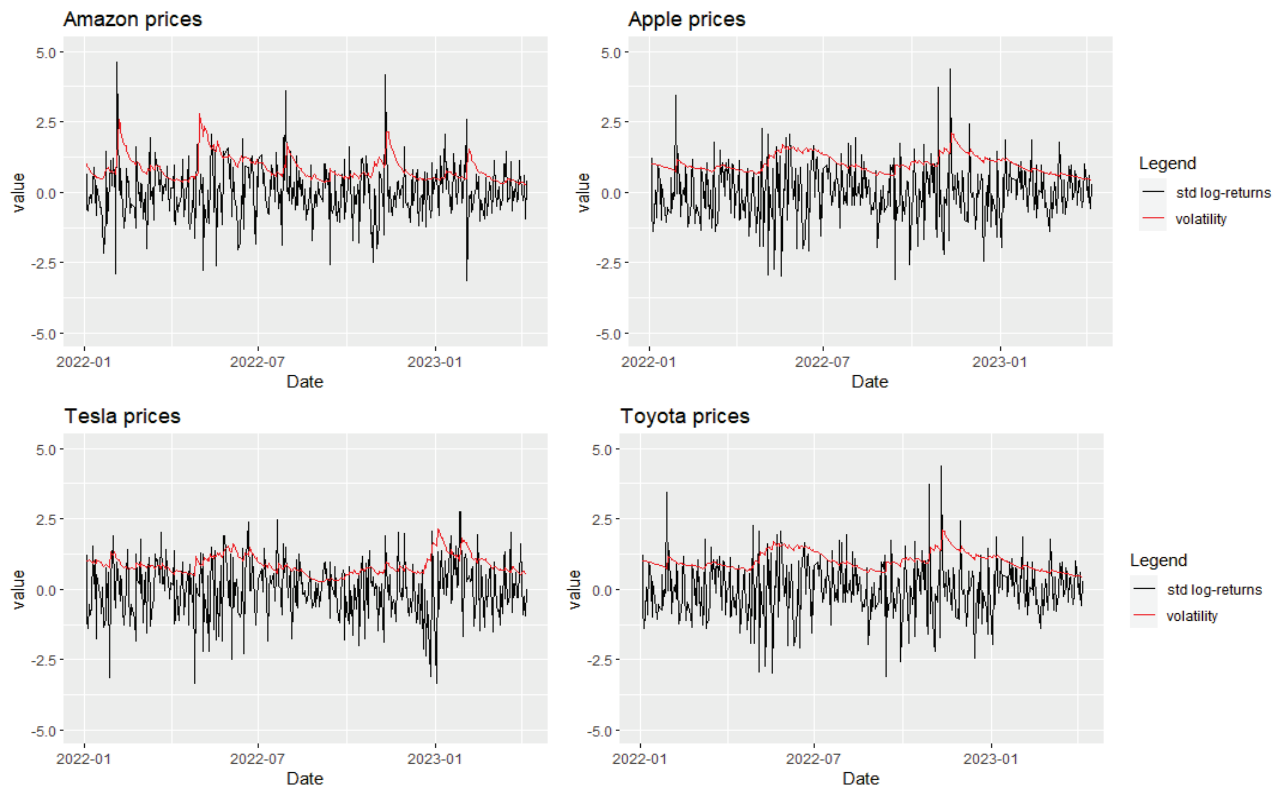 Amazon prices
5.0
2.5
0.0
-2.5
-5.0
value
2022-01 2022-07 2023-01
Date
Apple prices
5.0
2.5
0.0
-2.5
-5.0
value
2022-01 2022-07 2023-01
Date
Legend
std log-returns
volatility
Tesla prices
5.0
2.5
0.0
-2.5
-5.0
value
2022-01 2022-07 2023-01
Date
Toyota prices
5.0
2.5
0.0
-2.5
-5.0
value
2022-01 2022-07 2023-01
Date
Legend
std log-returns
volatility